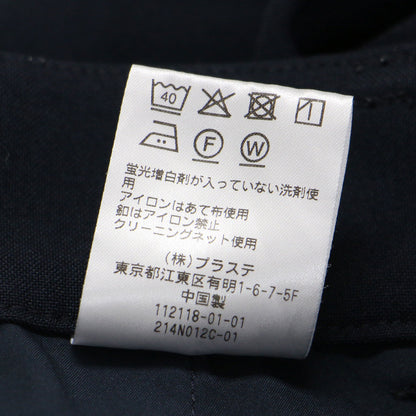 40
F W
蛍光増白剤が入っていない洗剤使
用
アイロンはあて布使用
釦はアイロン禁止
クリーニングネット使用
(株)プラステ
東京都江東区有明1-6-7-5F
中国製
112118-01-01
214N012C-01